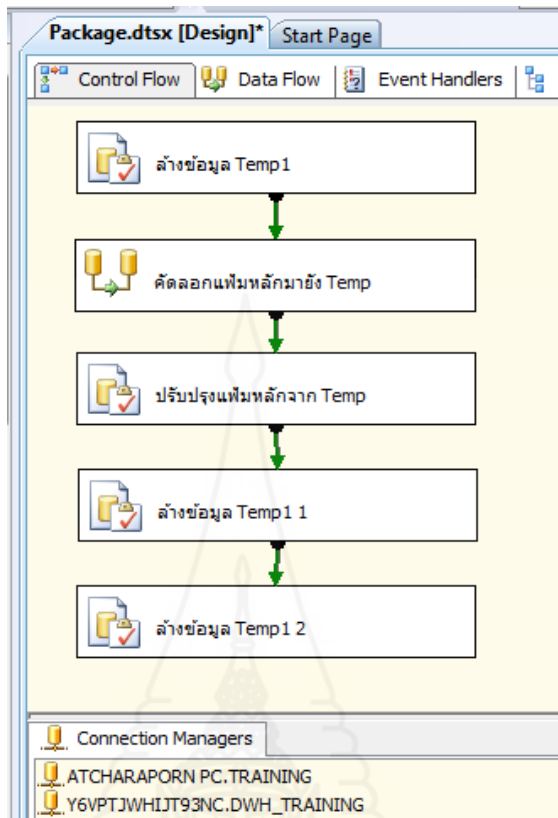 Package.dtsx [Design]* Start Page
Control Flow Data Flow Event Handlers
ล้างข้อมูล Temp1
คัดลอกแฟ้มหลักมายัง Temp
ปรับปรุงแฟ้มหลักจาก Temp
ล้างข้อมูล Temp1 1
ล้างข้อมูล Temp1 2
Connection Managers
ATCHARAPORN PC.TRAINING
Y6VPTJWHIJT93NC.DWH_TRAINING